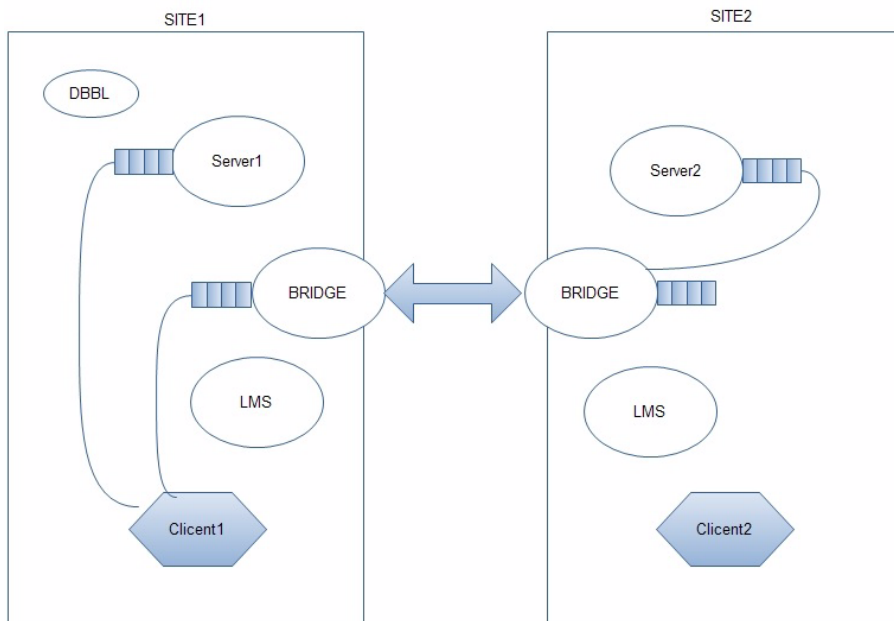 SITE1
SITE2
DBBL
Server1
Server2
BRIDGE
BRIDGE
LMS
LMS
Clicent1
Clicent2